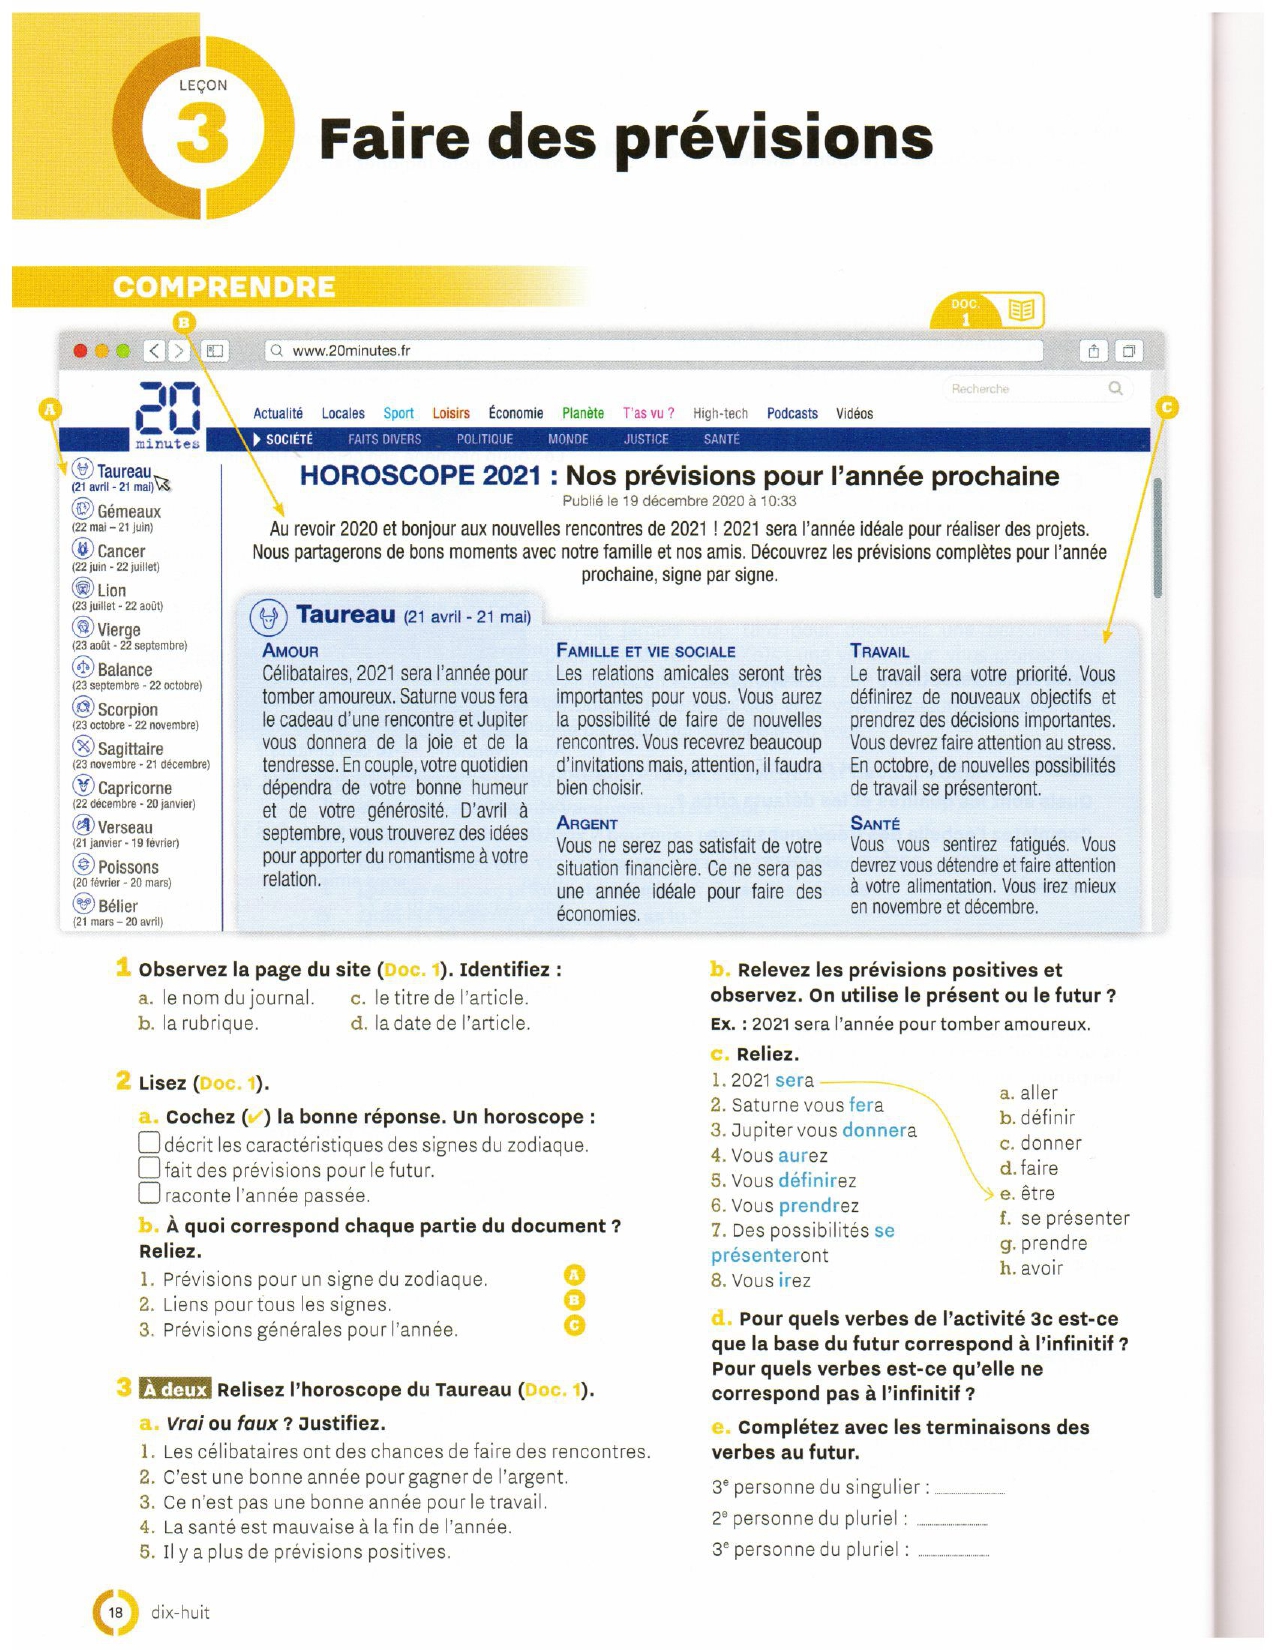 LEÇON
3
Faire des prévisions
COMPRENDRE
DOC.
1
B
www.20minutes.fr
A
C
20
minutes
Recherche
Actualité Locales Sport Loisirs Économie Planète T'as vu ? High-tech Podcasts Vidéos
SOCIÉTÉ FAITS DIVERS POLITIQUE MONDE JUSTICE SANTÉ
Taureau
(21 avril - 21 mai)
Gémeaux
(22 mai – 21 juin)
Cancer
(22 juin - 22 juillet)
Lion
(23 juillet - 22 août)
Vierge
(23 août - 22 septembre)
Balance
(23 septembre - 22 octobre)
Scorpion
(23 octobre - 22 novembre)
Sagittaire
(23 novembre - 21 décembre)
Capricorne
(22 décembre - 20 janvier)
Verseau
(21 janvier - 19 février)
Poissons
(20 février - 20 mars)
Bélier
(21 mars – 20 avril)
HOROSCOPE 2021 : Nos prévisions pour l'année prochaine
Publié le 19 décembre 2020 à 10:33
Au revoir 2020 et bonjour aux nouvelles rencontres de 2021 ! 2021 sera l'année idéale pour réaliser des projets.
Nous partagerons de bons moments avec notre famille et nos amis. Découvrez les prévisions complètes pour l'année
prochaine, signe par signe.
Taureau (21 avril - 21 mai)
AMOUR
Célibataires, 2021 sera l'année pour
tomber amoureux. Saturne vous fera
le cadeau d'une rencontre et Jupiter
vous donnera de la joie et de la
tendresse. En couple, votre quotidien
dépendra de votre bonne humeur
et de votre générosité. D'avril à
septembre, vous trouverez des idées
pour apporter du romantisme à votre
relation.
FAMILLE ET VIE SOCIALE
Les relations amicales seront très
importantes pour vous. Vous aurez
la possibilité de faire de nouvelles
rencontres. Vous recevrez beaucoup
d'invitations mais, attention, il faudra
bien choisir.
ARGENT
Vous ne serez pas satisfait de votre
situation financière. Ce ne sera pas
une année idéale pour faire des
économies.
TRAVAIL
Le travail sera votre priorité. Vous
définirez de nouveaux objectifs et
prendrez des décisions importantes.
Vous devrez faire attention au stress.
En octobre, de nouvelles possibilités
de travail se présenteront.
SANTÉ
Vous vous sentirez fatigués. Vous
devrez vous détendre et faire attention
à votre alimentation. Vous irez mieux
en novembre et décembre.
1 Observez la page du site (Doc. 1). Identifiez :
a. le nom du journal. c. le titre de l'article.
b. la rubrique. d. la date de l'article.
2 Lisez (Doc. 1).
a. Cochez (✓) la bonne réponse. Un horoscope :
☐ décrit les caractéristiques des signes du zodiaque.
☐ fait des prévisions pour le futur.
☐ raconte l'année passée.
b. À quoi correspond chaque partie du document ?
Reliez.
1. Prévisions pour un signe du zodiaque. A
2. Liens pour tous les signes. B
3. Prévisions générales pour l'année. C
3 À deux Relisez l'horoscope du Taureau (Doc. 1).
a. Vrai ou faux ? Justifiez.
1. Les célibataires ont des chances de faire des rencontres.
2. C'est une bonne année pour gagner de l'argent.
3. Ce n'est pas une bonne année pour le travail.
4. La santé est mauvaise à la fin de l'année.
5. Il y a plus de prévisions positives.
b. Relevez les prévisions positives et
observez. On utilise le présent ou le futur ?
Ex. : 2021 sera l'année pour tomber amoureux.
c. Reliez.
1. 2021 sera
2. Saturne vous fera
3. Jupiter vous donnera
4. Vous aurez
5. Vous définirez
6. Vous prendrez
7. Des possibilités se
présenteront
8. Vous irez
a. aller
b. définir
c. donner
d. faire
e. être
f. se présenter
g. prendre
h. avoir
d. Pour quels verbes de l'activité 3c est-ce
que la base du futur correspond à l'infinitif ?
Pour quels verbes est-ce qu'elle ne
correspond pas à l'infinitif ?
e. Complétez avec les terminaisons des
verbes au futur.
3e personne du singulier :
2e personne du pluriel :
3e personne du pluriel :
18 dix-huit